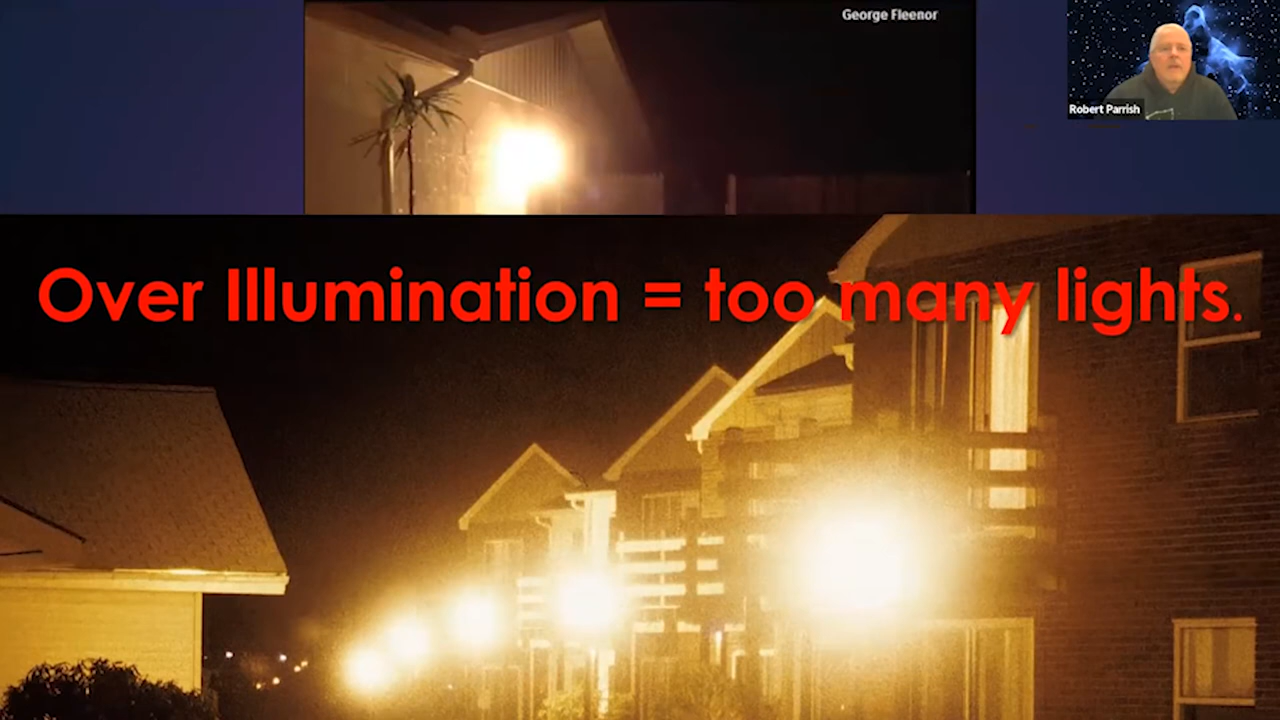 George Fleenor
Robert Parrish
Over Illumination = too many lights.